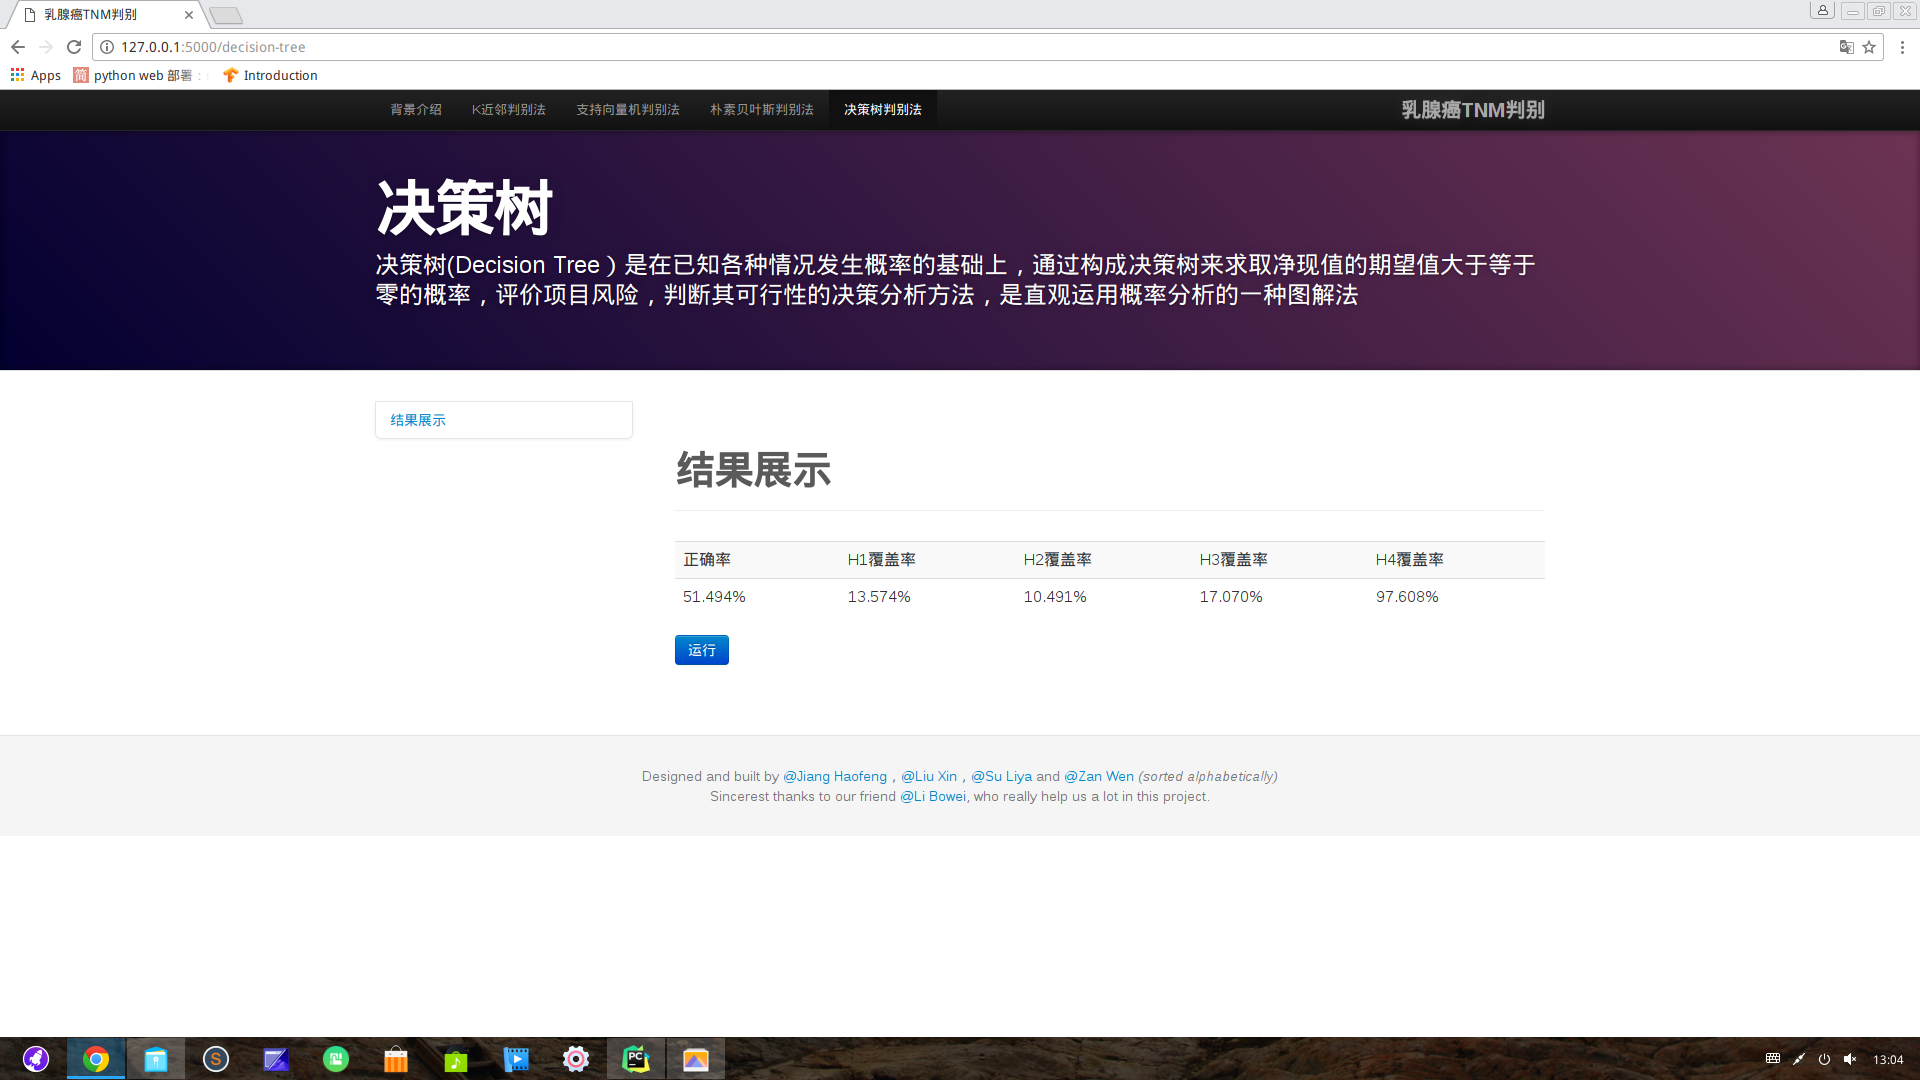 乳腺癌TNM判别
127.0.0.1:5000/decision-tree
Apps
简 python web 部署：
Introduction
背景介绍 K近邻判别法 支持向量机判别法 朴素贝叶斯判别法 决策树判别法 乳腺癌TNM判别
决策树
决策树(Decision Tree）是在已知各种情况发生概率的基础上，通过构成决策树来求取净现值的期望值大于等于
零的概率，评价项目风险，判断其可行性的决策分析方法，是直观运用概率分析的一种图解法
结果展示
结果展示
正确率 H1覆盖率 H2覆盖率 H3覆盖率 H4覆盖率
51.494% 13.574% 10.491% 17.070% 97.608%
运行
Designed and built by @Jiang Haofeng，@Liu Xin，@Su Liya and @Zan Wen (sorted alphabetically)
Sincerest thanks to our friend @Li Bowei, who really help us a lot in this project.
S
PC
13:04